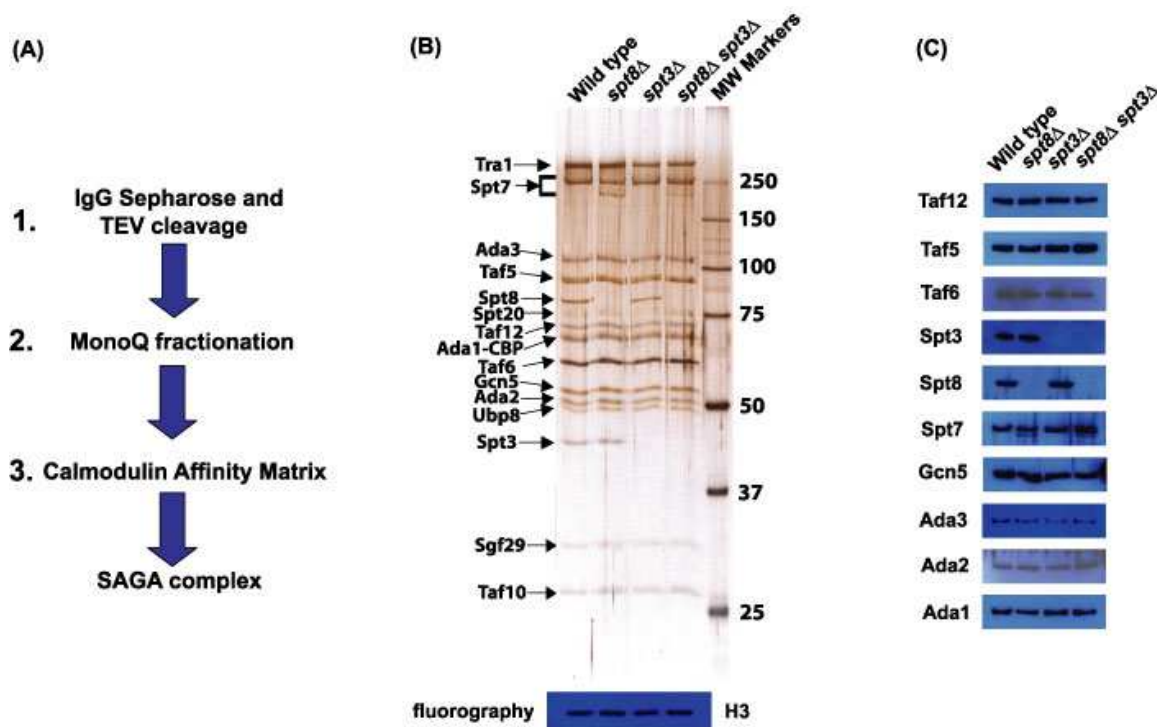 (A)
1. IgG Sepharose and
TEV cleavage
2. MonoQ fractionation
3. Calmodulin Affinity Matrix
SAGA complex
(B)
Wild type
spt8Δ
spt3Δ
spt8Δ spt3Δ
MW Markers
Tra1
Spt7
Ada3
Taf5
Spt8
Spt20
Taf12
Ada1-CBP
Taf6
Gcn5
Ada2
Ubp8
Spt3
Sgf29
Taf10
250
150
100
75
50
37
25
fluorography H3
(C)
Wild type
spt8Δ
spt3Δ
spt8Δ spt3Δ
Taf12
Taf5
Taf6
Spt3
Spt8
Spt7
Gcn5
Ada3
Ada2
Ada1